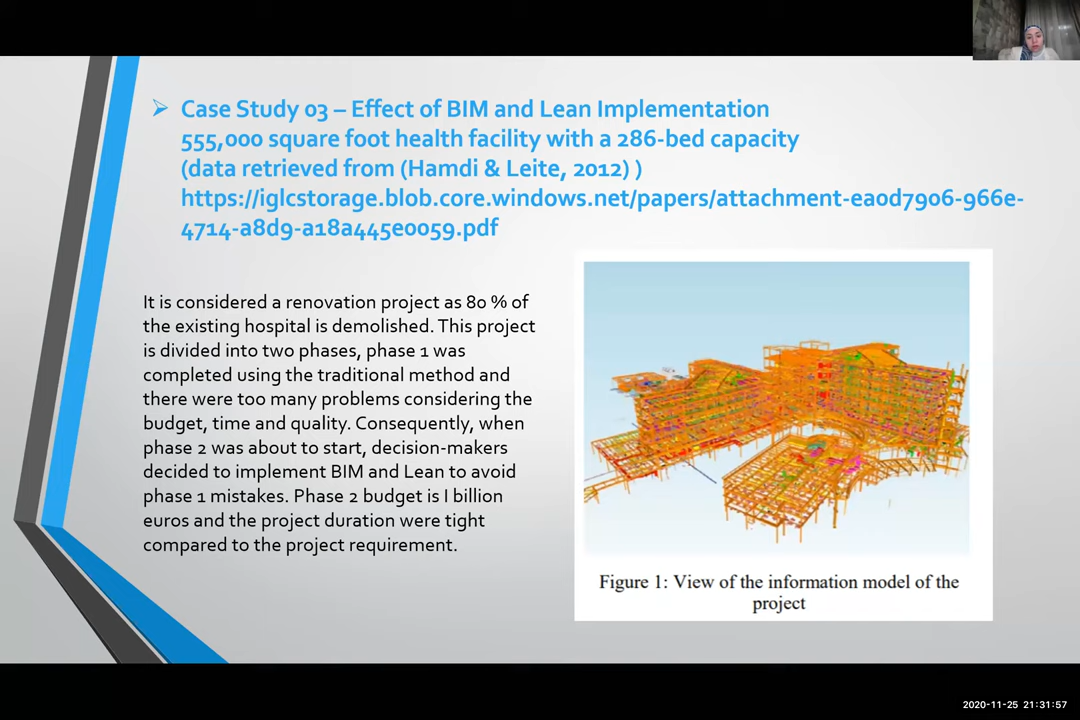 Case Study 03 – Effect of BIM and Lean Implementation
555,000 square foot health facility with a 286-bed capacity
(data retrieved from (Hamdi & Leite, 2012) )
https://iglcstorage.blob.core.windows.net/papers/attachment-ea0d7906-966e-
4714-a8d9-a18a445e0059.pdf
It is considered a renovation project as 80 % of
the existing hospital is demolished. This project
is divided into two phases, phase 1 was
completed using the traditional method and
there were too many problems considering the
budget, time and quality. Consequently, when
phase 2 was about to start, decision-makers
decided to implement BIM and Lean to avoid
phase 1 mistakes. Phase 2 budget is I billion
euros and the project duration were tight
compared to the project requirement.
Figure 1: View of the information model of the
project
2020-11-25 21:31:57